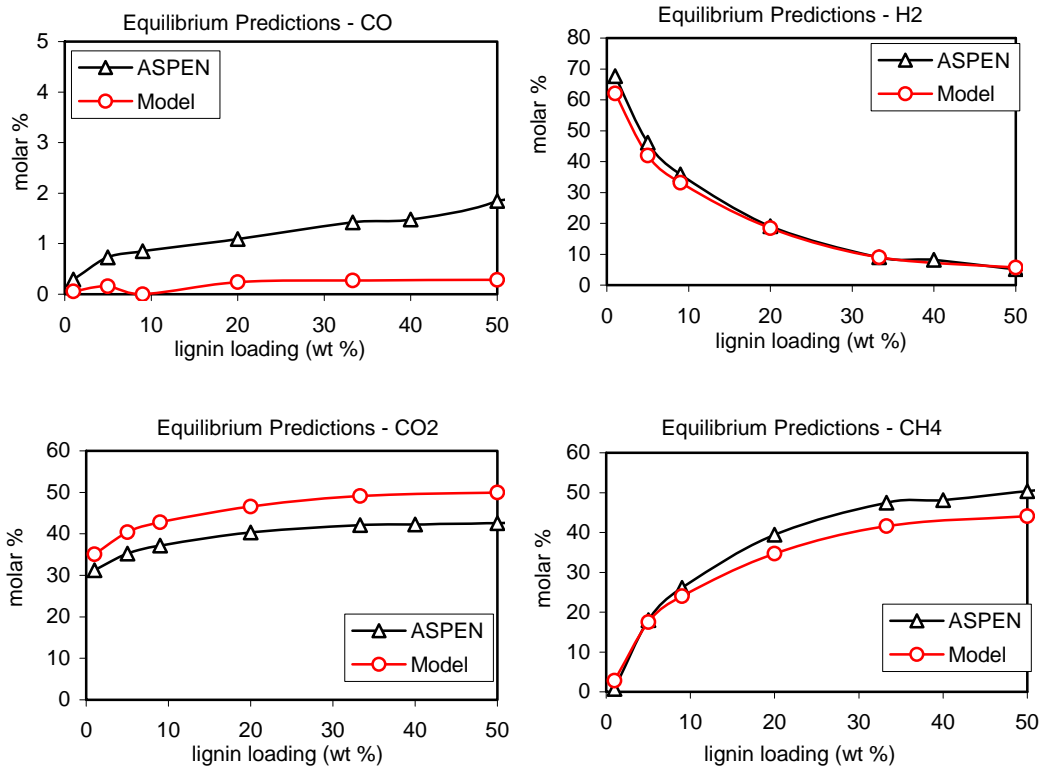 Equilibrium Predictions - CO
5
4
3
2
1
0
molar %
ASPEN
Model
0 10 20 30 40 50
lignin loading (wt %)
Equilibrium Predictions - H2
80
70
60
50
40
30
20
10
0
molar %
ASPEN
Model
0 10 20 30 40 50
lignin loading (wt %)
Equilibrium Predictions - CO2
60
50
40
30
20
10
0
molar %
ASPEN
Model
0 10 20 30 40 50
lignin loading (wt %)
Equilibrium Predictions - CH4
60
50
40
30
20
10
0
molar %
ASPEN
Model
0 10 20 30 40 50
lignin loading (wt %)